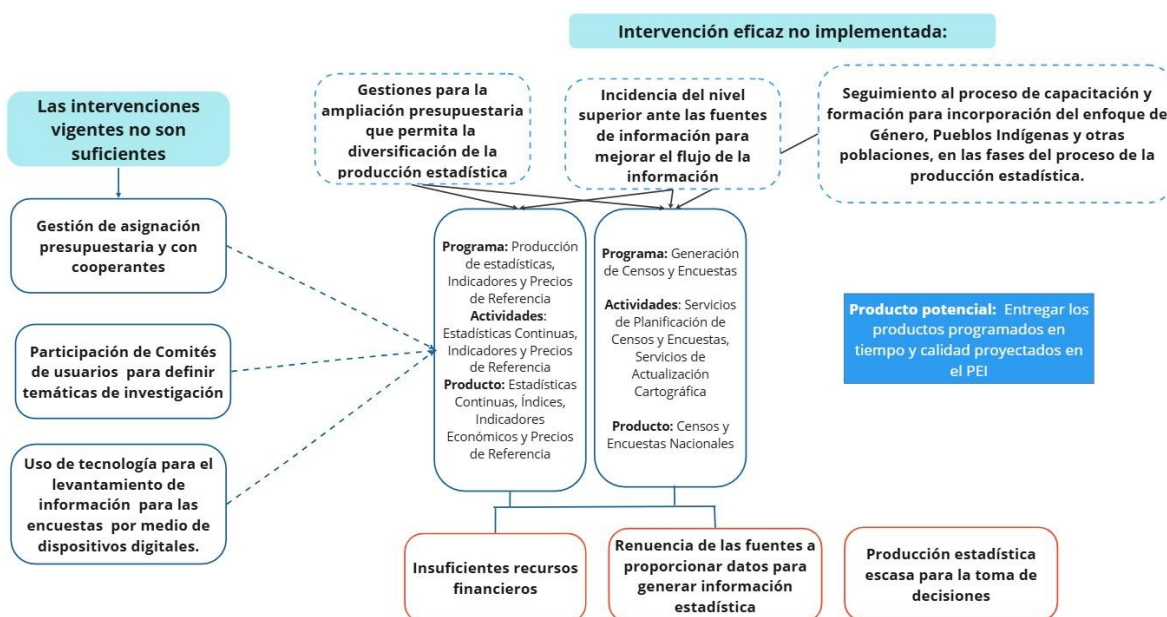 Intervención eficaz no implementada:
Las intervenciones
vigentes no son
suficientes
Gestiones para la
ampliación presupuestaria
que permita la
diversificación de la
producción estadística
Incidencia del nivel
superior ante las fuentes
de información para
mejorar el flujo de la
información
Seguimiento al proceso de capacitación y
formación para incorporación del enfoque de
Género, Pueblos Indígenas y otras
poblaciones, en las fases del proceso de la
producción estadística.
Gestión de asignación
presupuestaria y con
cooperantes
Participación de Comités
de usuarios para definir
temáticas de investigación
Uso de tecnología para el
levantamiento de
información para las
encuestas por medio de
dispositivos digitales.
Programa: Producción
de estadísticas,
Indicadores y Precios
de Referencia
Actividades:
Estadísticas Continuas,
Indicadores y Precios
de Referencia
Producto: Estadísticas
Continuas, Índices,
Indicadores
Económicos y Precios
de Referencia
Programa: Generación
de Censos y Encuestas
Actividades: Servicios
de Planificación de
Censos y Encuestas,
Servicios de
Actualización
Cartográfica
Producto: Censos y
Encuestas Nacionales
Producto potencial: Entregar los
productos programados en
tiempo y calidad proyectados en
el PEI
Insuficientes recursos
financieros
Renuencia de las fuentes a
proporcionar datos para
generar información
estadística
Producción estadística
escasa para la toma de
decisiones